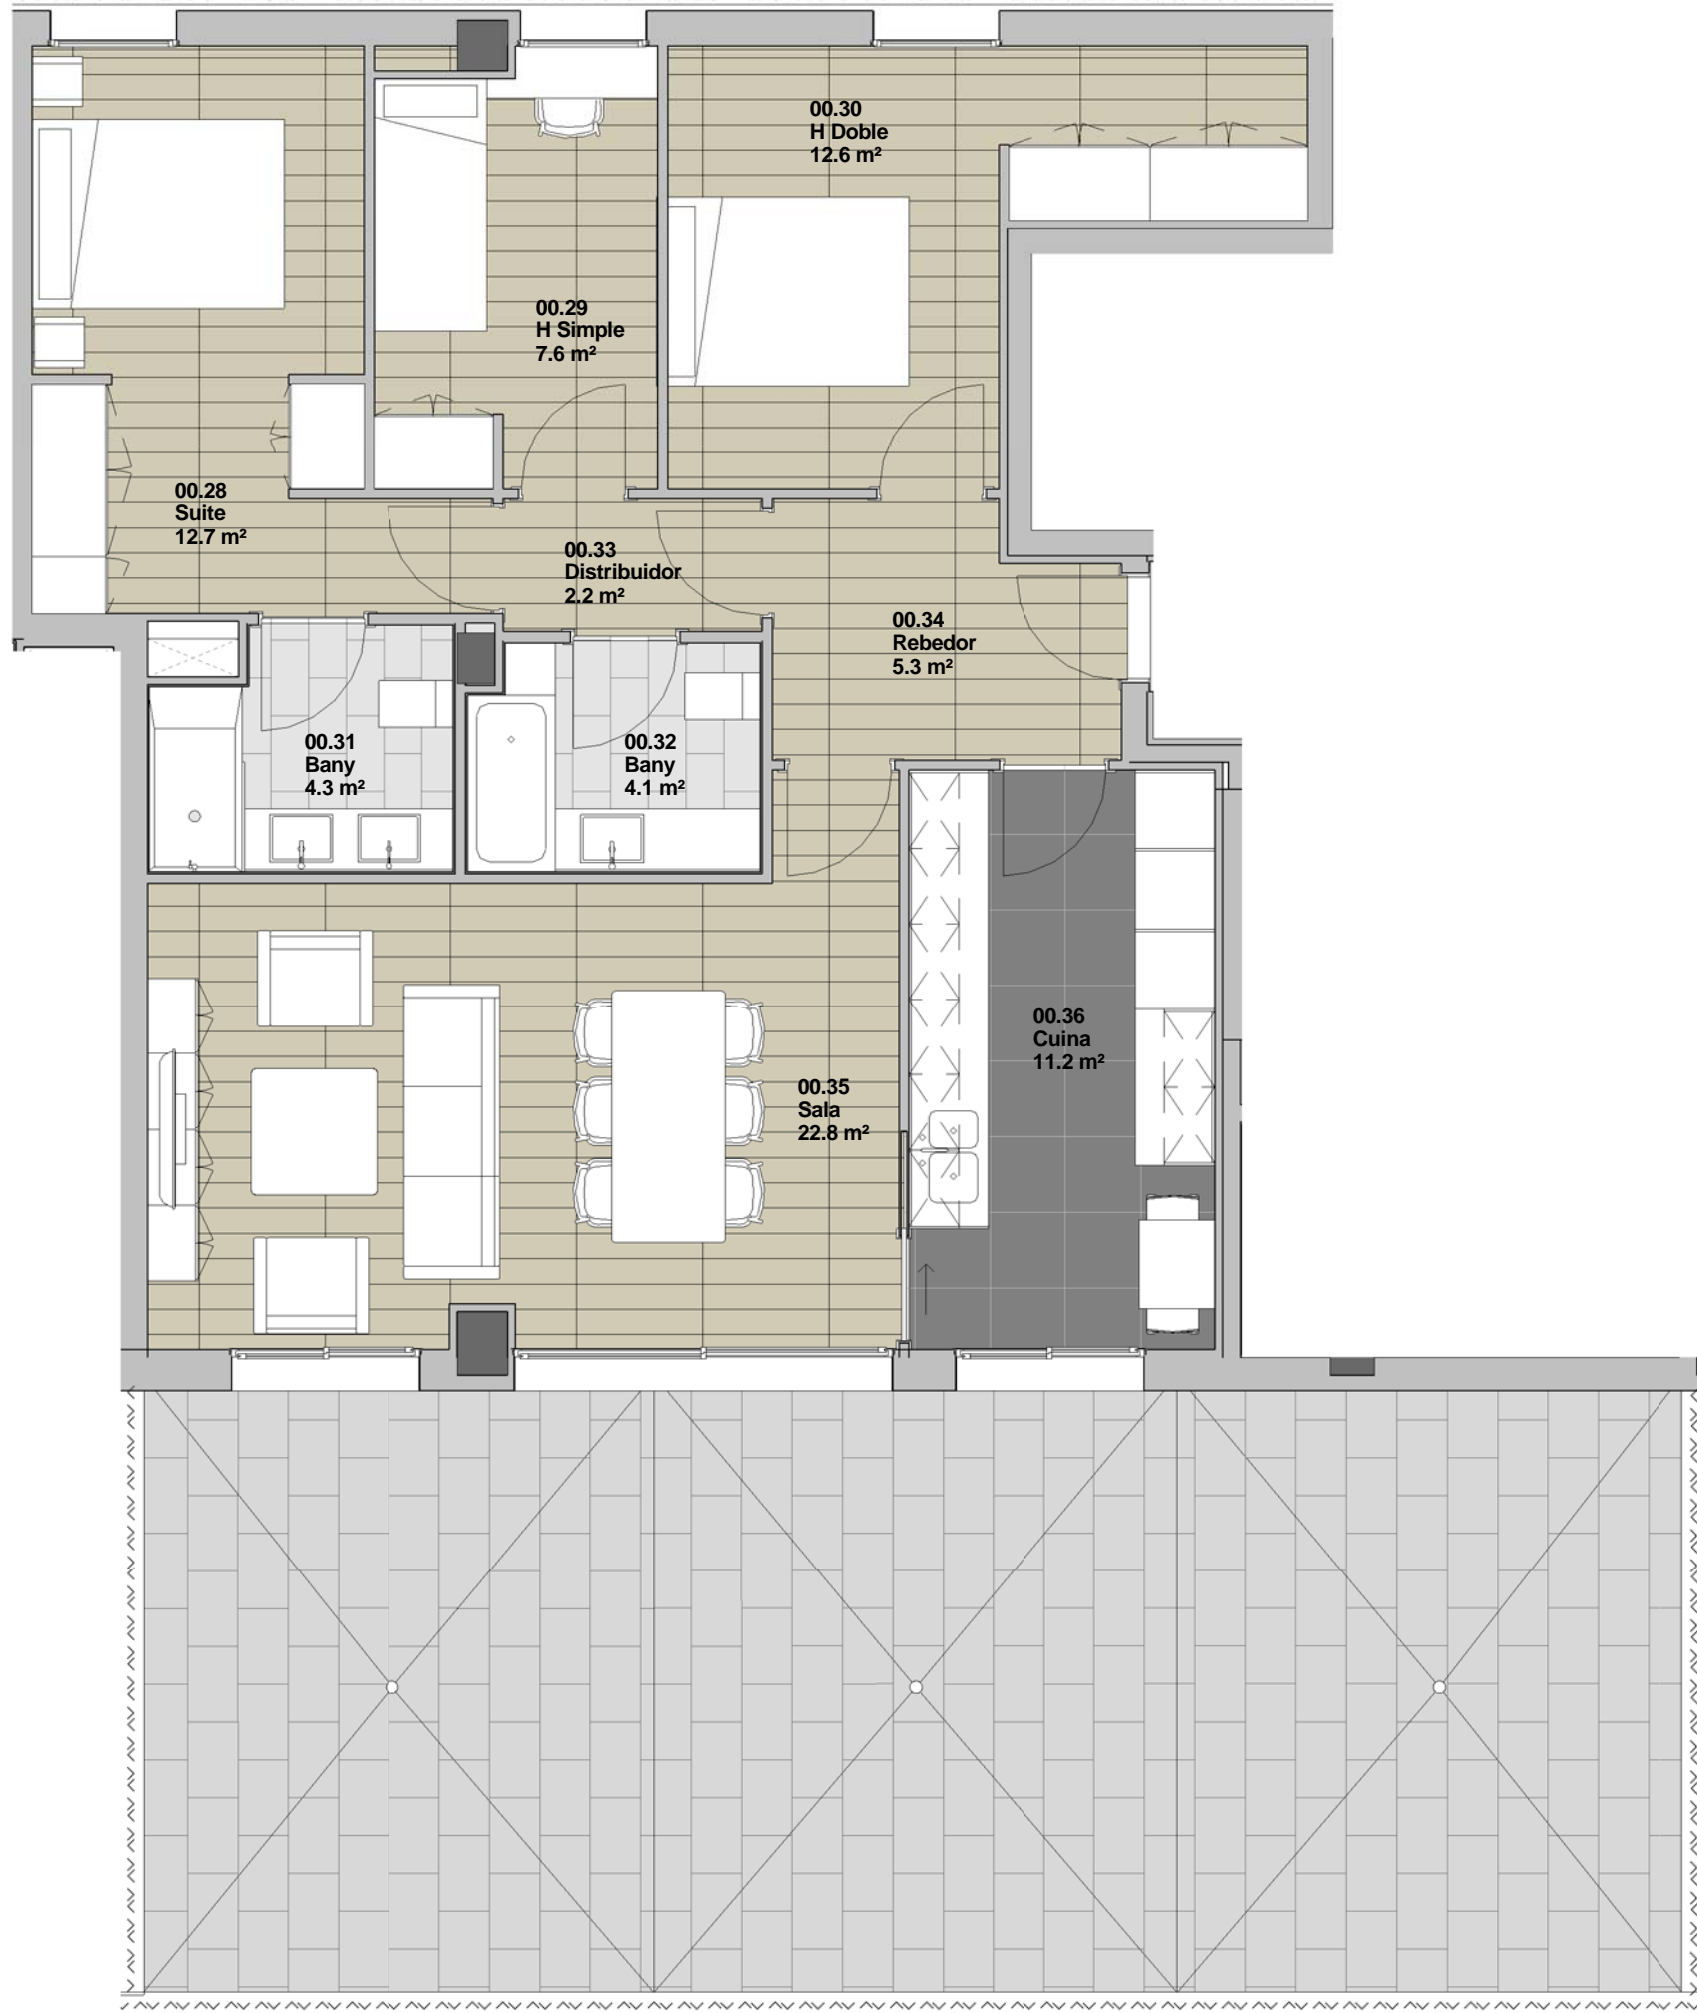 00.30
H Doble
12.6 m²
00.29
H Simple
7.6 m²
00.28
Suite
12.7 m²
00.33
Distribuidor
2.2 m²
00.34
Rebedor
5.3 m²
00.31
Bany
4.3 m²
00.32
Bany
4.1 m²
00.36
Cuina
11.2 m²
00.35
Sala
22.8 m²